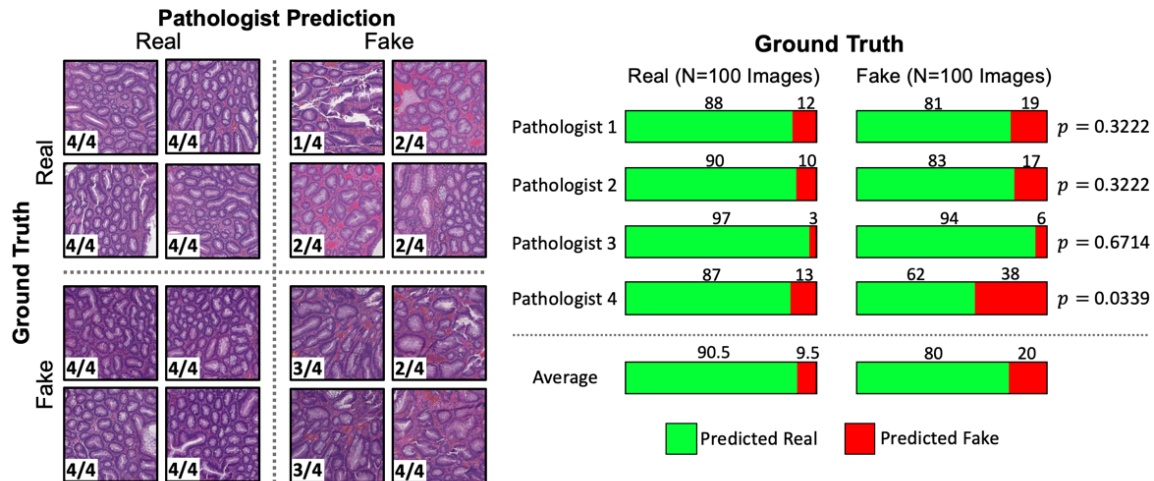 Pathologist Prediction
Real Fake
Ground Truth
Real
4/4 4/4 1/4 2/4
4/4 4/4 2/4 2/4
Fake
4/4 4/4 3/4 2/4
4/4 4/4 3/4 4/4
Ground Truth
Real (N=100 Images) Fake (N=100 Images)
88 12 81 19
Pathologist 1 p = 0.3222
90 10 83 17
Pathologist 2 p = 0.3222
97 3 94 6
Pathologist 3 p = 0.6714
87 13 62 38
Pathologist 4 p = 0.0339
90.5 9.5 80 20
Average
Predicted Real Predicted Fake